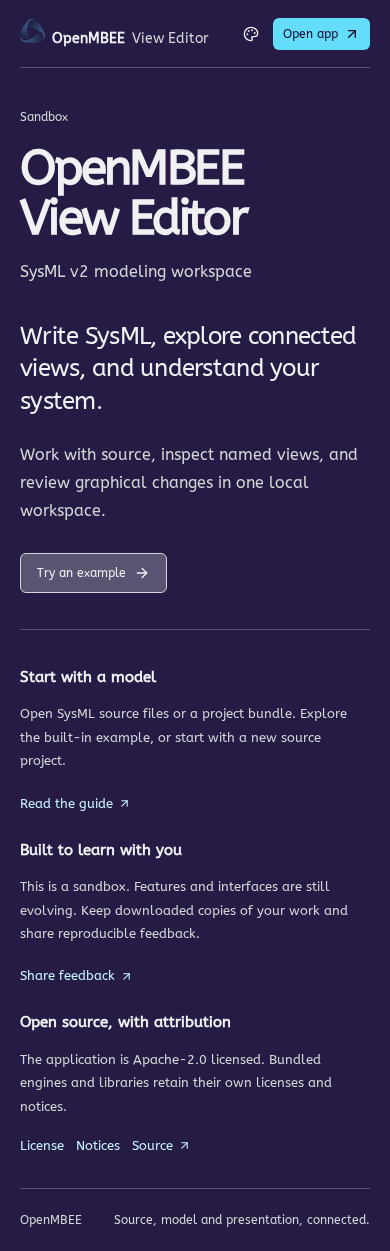 OpenMBEE View Editor
Open app
Sandbox
OpenMBEE
View Editor
SysML v2 modeling workspace
Write SysML, explore connected
views, and understand your
system.
Work with source, inspect named views, and
review graphical changes in one local
workspace.
Try an example
Start with a model
Open SysML source files or a project bundle. Explore
the built-in example, or start with a new source
project.
Read the guide
Built to learn with you
This is a sandbox. Features and interfaces are still
evolving. Keep downloaded copies of your work and
share reproducible feedback.
Share feedback
Open source, with attribution
The application is Apache-2.0 licensed. Bundled
engines and libraries retain their own licenses and
notices.
License Notices Source
OpenMBEE Source, model and presentation, connected.